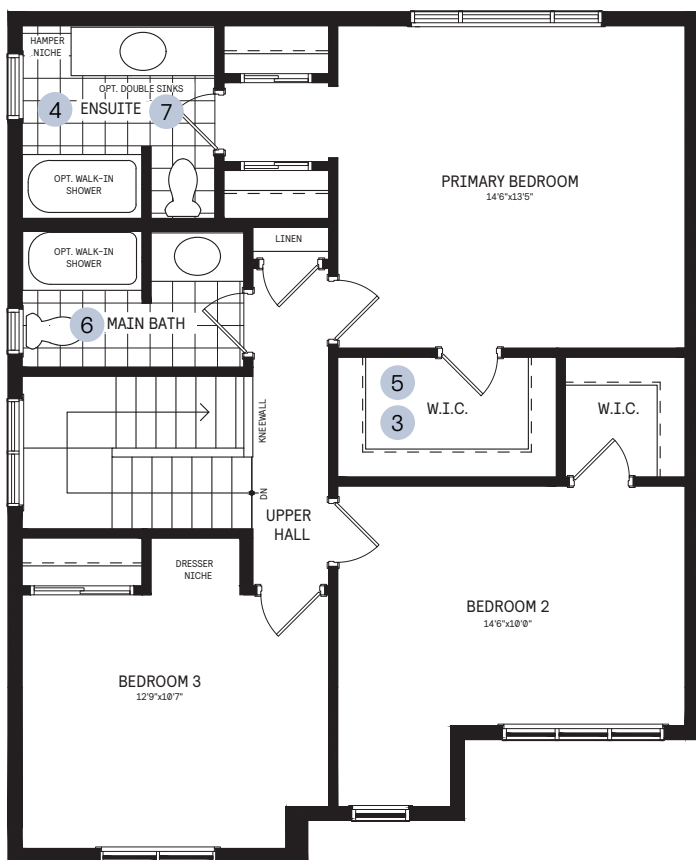 HAMPER
NICHE
OPT. DOUBLE SINKS
4 ENSUITE 7
OPT. WALK-IN
SHOWER
PRIMARY BEDROOM
14'6"x13'5"
LINEN
OPT. WALK-IN
SHOWER
6 MAIN BATH
5
3
W.I.C.
W.I.C.
KNEEWALL
DN
UPPER
HALL
DRESSER
NICHE
BEDROOM 2
14'6"x10'0"
BEDROOM 3
12'9"x10'7"